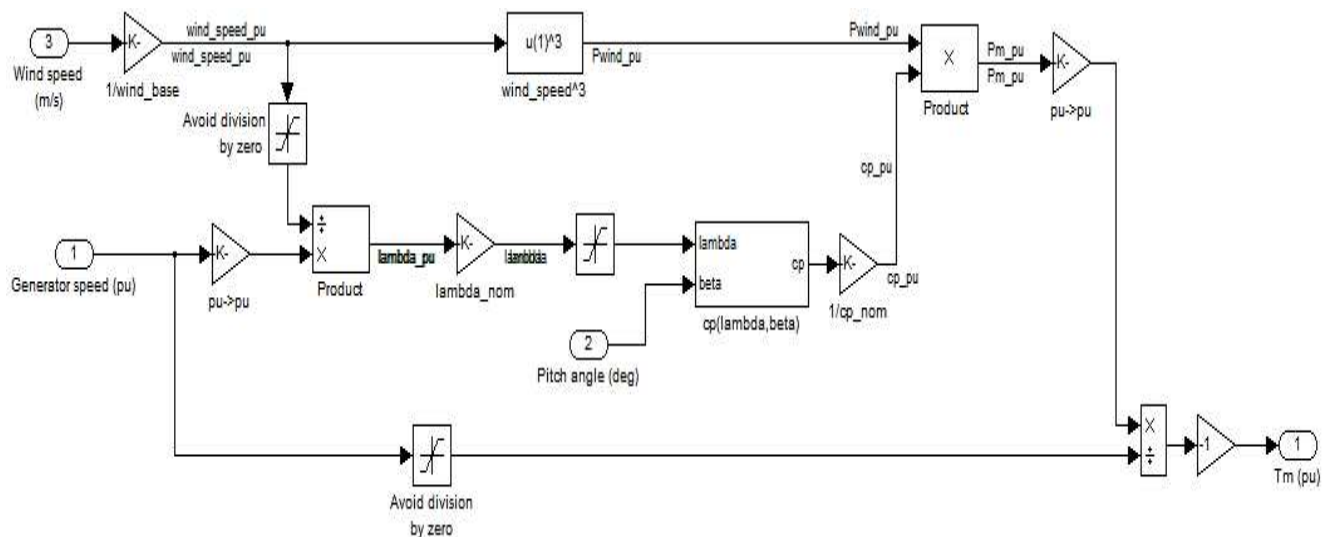 3
Wind speed
(m/s)
K-
1/wind_base
wind_speed_pu
wind_speed_pu
Avoid division
by zero
u(1)^3
wind_speed^3
Pwind_pu
Pwind_pu
X
Product
Pm_pu
Pm_pu
K-
pu->pu
cp_pu
1
Generator speed (pu)
K-
pu->pu
÷
X
Product
lambda_pu
K-
lambda_nom
lambda
beta
cp
cp(lambda,beta)
K-
1/cp_nom
cp_pu
2
Pitch angle (deg)
Avoid division
by zero
X
÷
-1
1
Tm (pu)